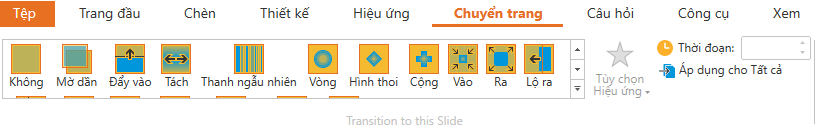 Tệp Trang đầu Chèn Thiết kế Hiệu ứng Chuyển trang Câu hỏi Công cụ Xem
Không Mờ dần Đẩy vào Tách Thanh ngẫu nhiên Vòng Hình thoi Cộng Vào Ra Lộ ra
Tùy chọn
Hiệu ứng
Thời đoạn:
Áp dụng cho Tất cả
Transition to this Slide